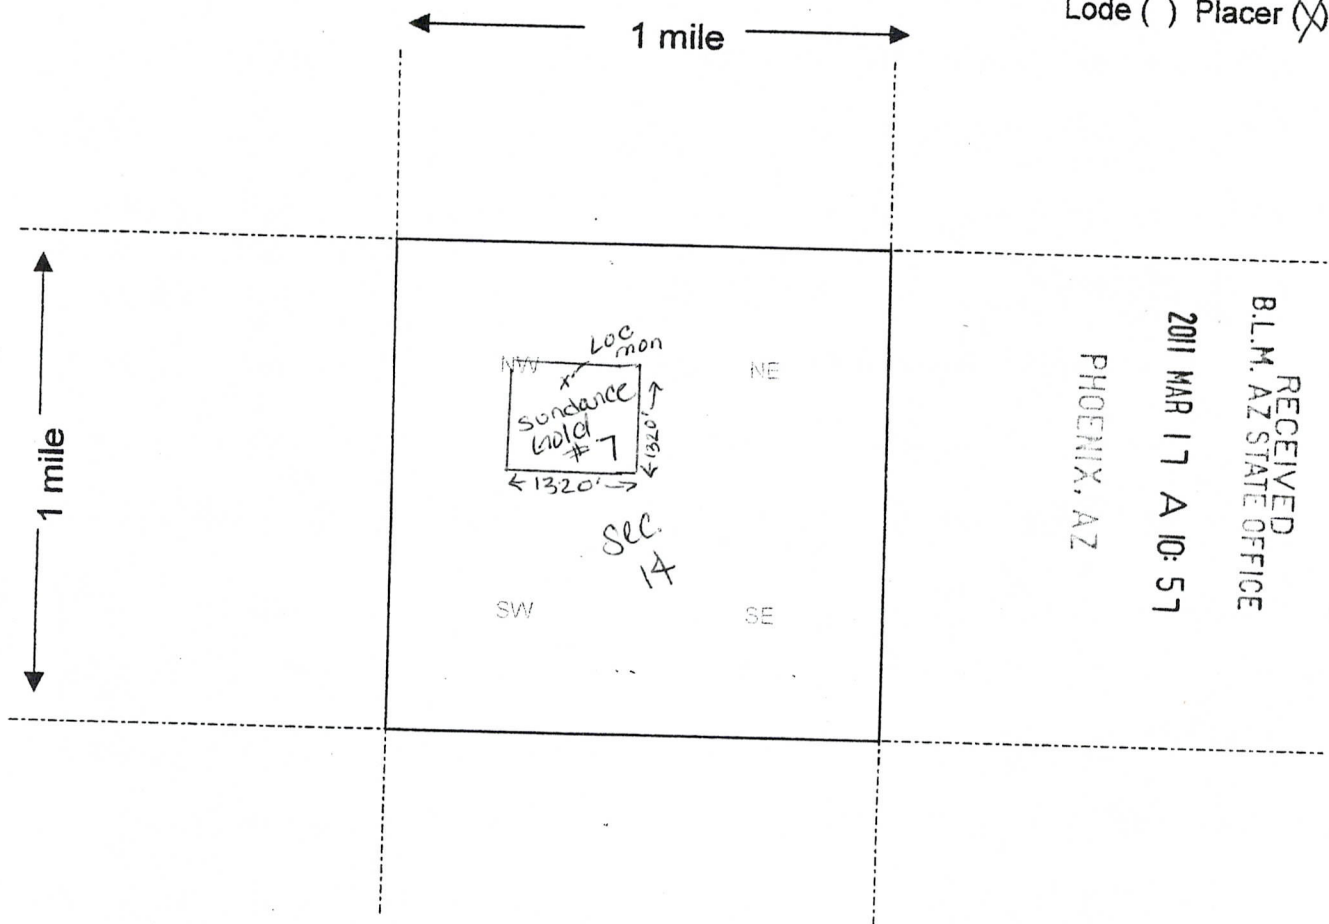 Lode ( ) Placer (X)
1 mile
1 mile
NW
NE
LOC
mon
x
sundance
Gold
# 7
1320'
1320'
Sec.
14
SW
SE
RECEIVED
B.L.M. AZ STATE OFFICE
2011 MAR 17 A 10: 57
PHOENIX, AZ